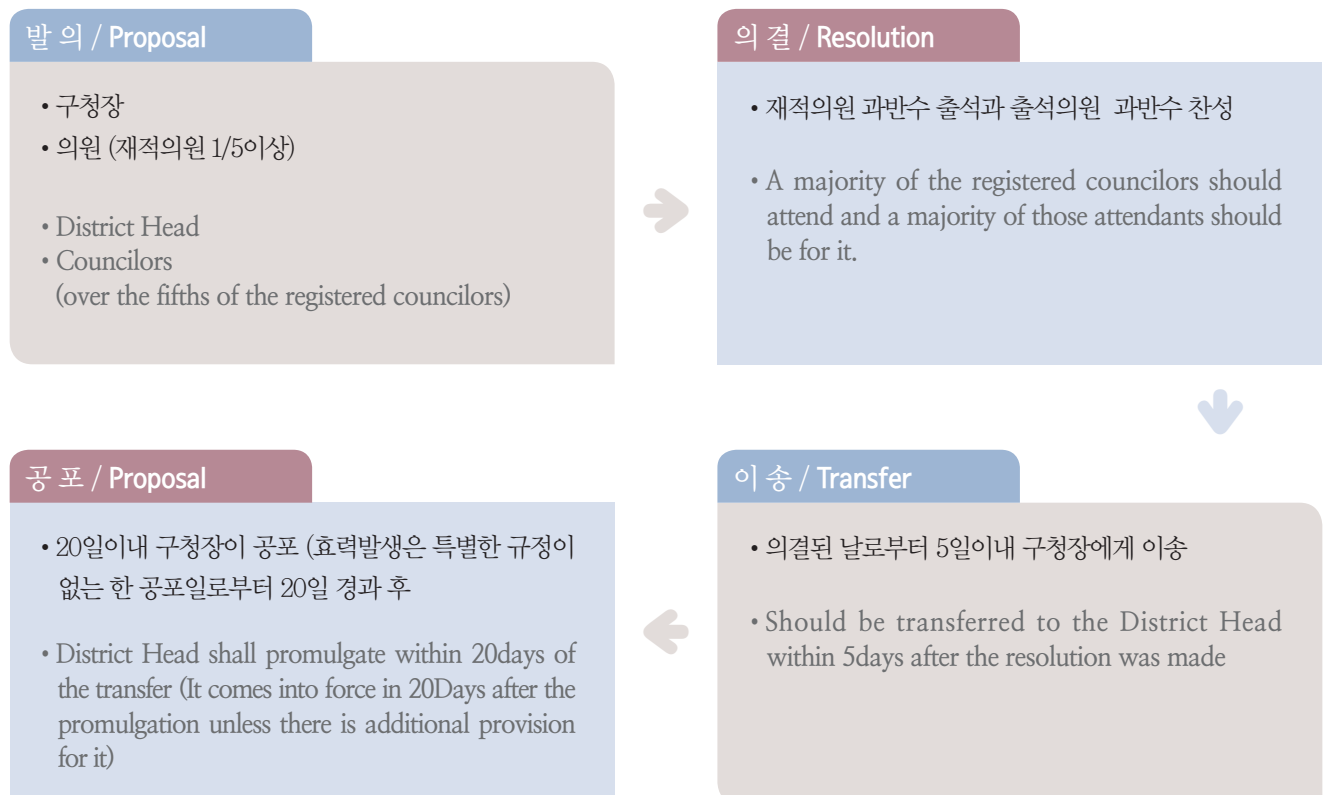 발 의 / Proposal
• 구청장
• 의원 (재적의원 1/5이상)
• District Head
• Councilors
(over the fifths of the registered councilors)
의 결 / Resolution
• 재적의원 과반수 출석과 출석의원 과반수 찬성
• A majority of the registered councilors should
attend and a majority of those attendants should
be for it.
이 송 / Transfer
• 의결된 날로부터 5일이내 구청장에게 이송
• Should be transferred to the District Head
within 5days after the resolution was made
공 포 / Proposal
• 20일이내 구청장이 공포 (효력발생은 특별한 규정이
없는 한 공포일로부터 20일 경과 후
• District Head shall promulgate within 20days of
the transfer (It comes into force in 20Days after the
promulgation unless there is additional provision
for it)